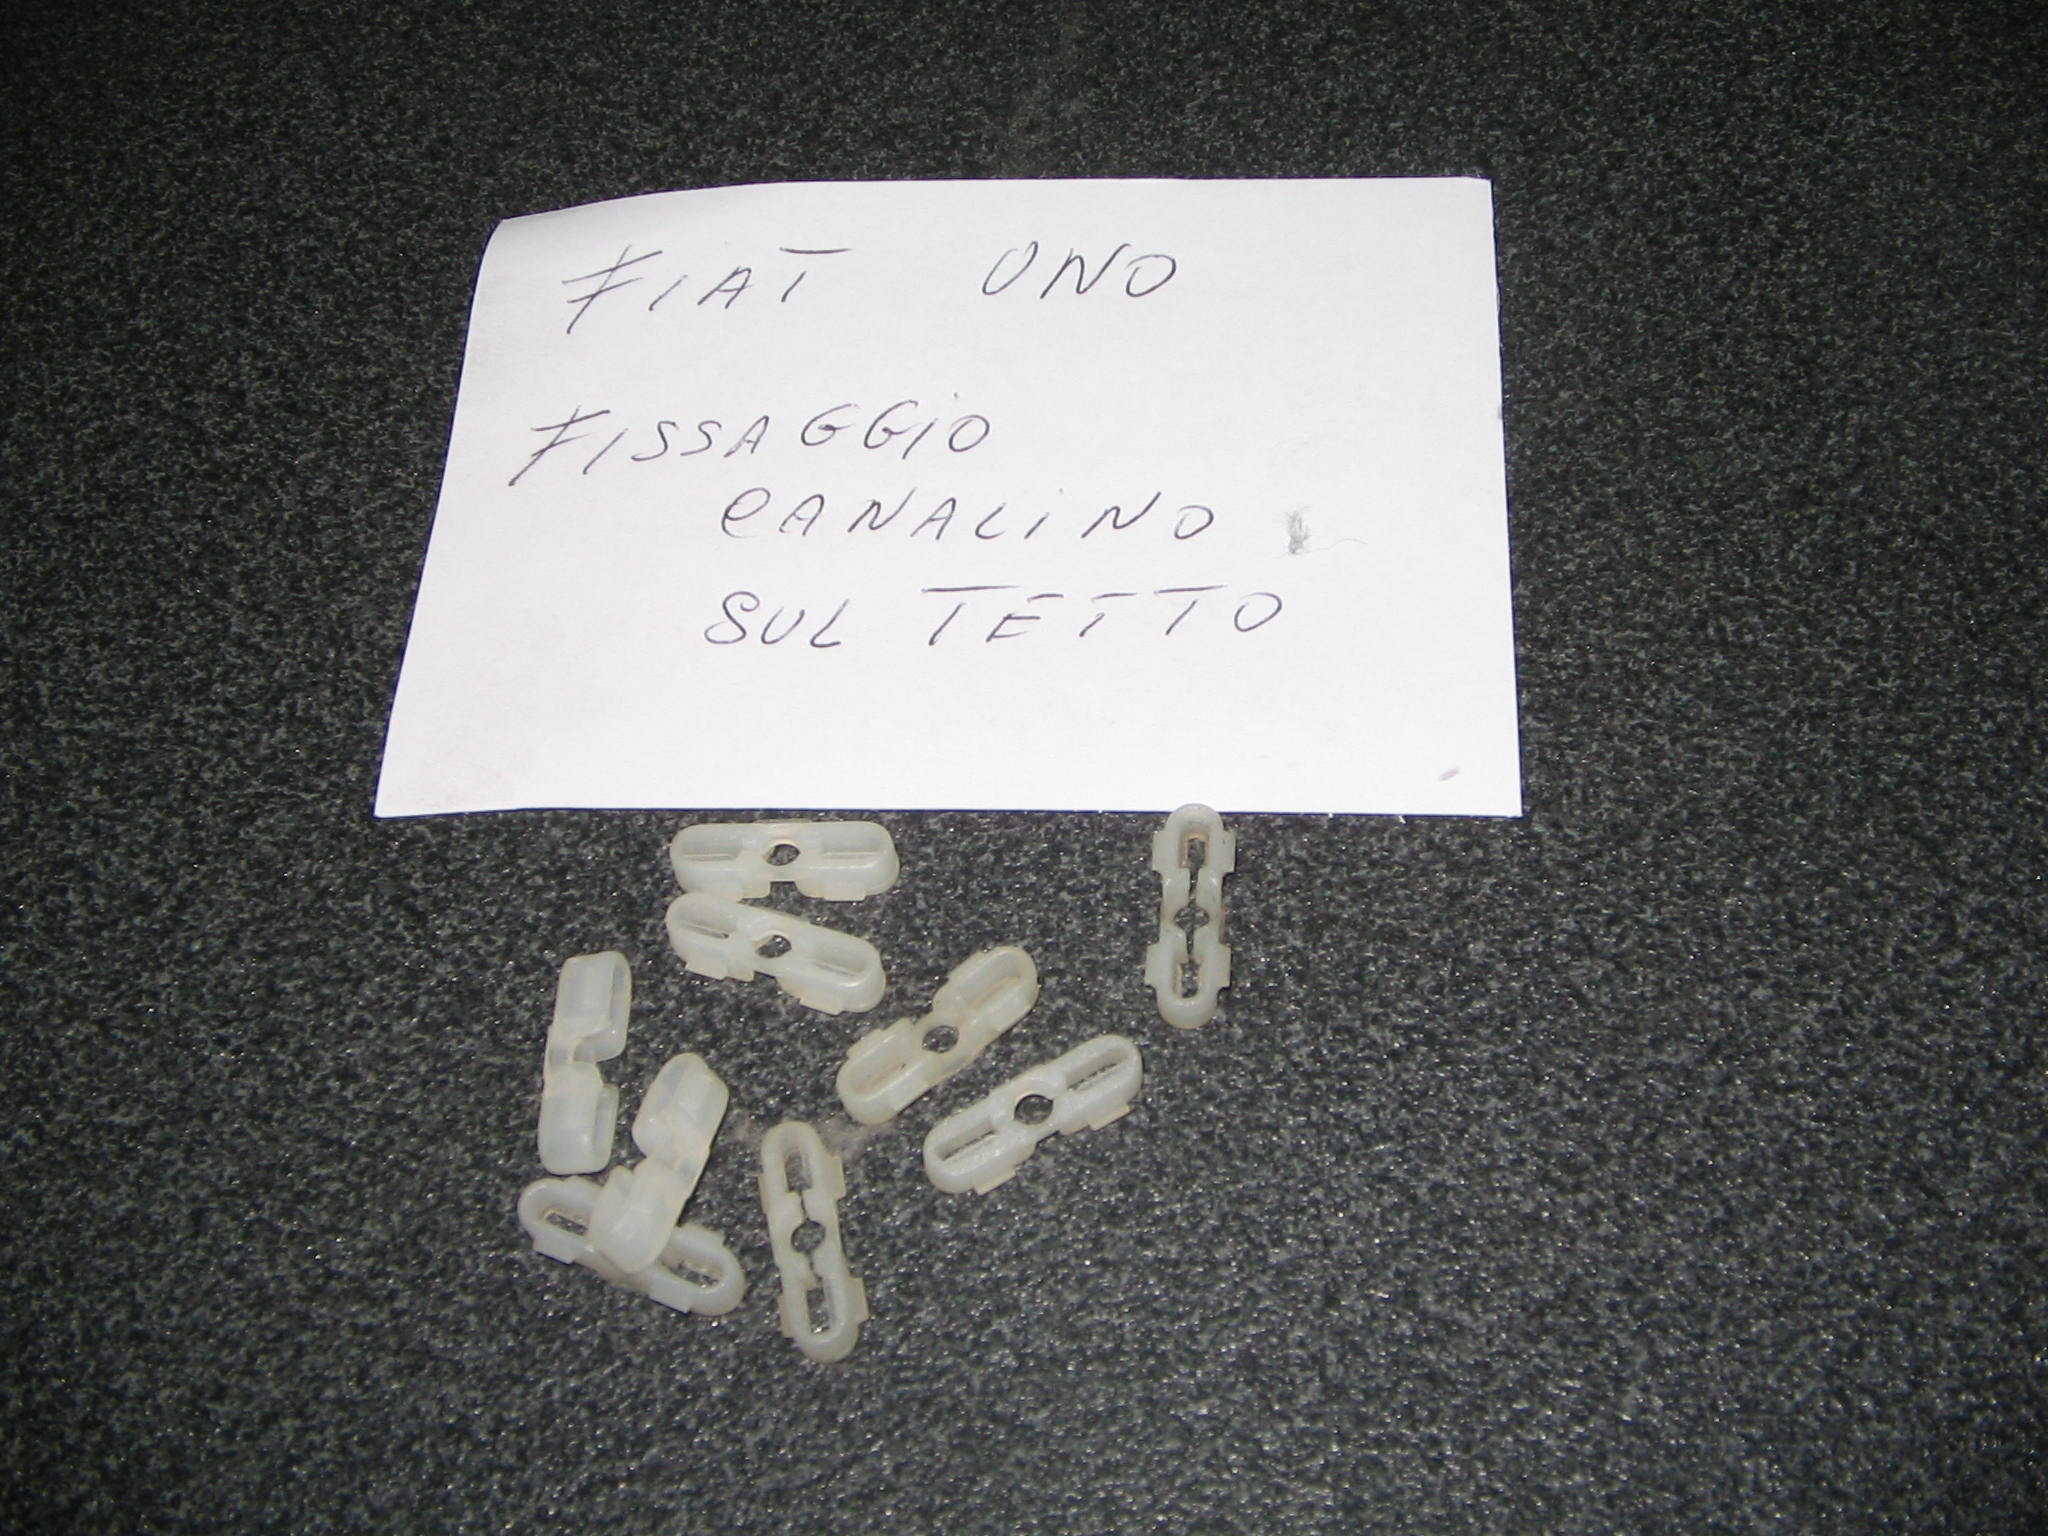 FIAT UNO
FISSAGGIO
CANALINO
SUL TETTO